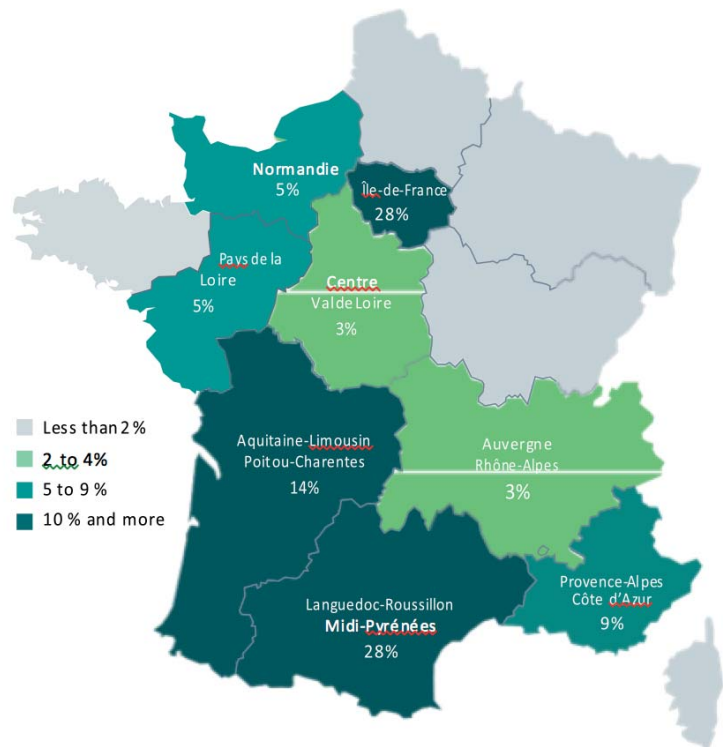 Normandie
5%
Île-de-France
28%
Pays de la
Loire
5%
Centre
Val de Loire
3%
Less than 2 %
2 to 4%
5 to 9 %
10 % and more
Aquitaine-Limousin
Poitou-Charentes
14%
Auvergne
Rhône-Alpes
3%
Provence-Alpes
Côte d'Azur
9%
Languedoc-Roussillon
Midi-Pyrénées
28%